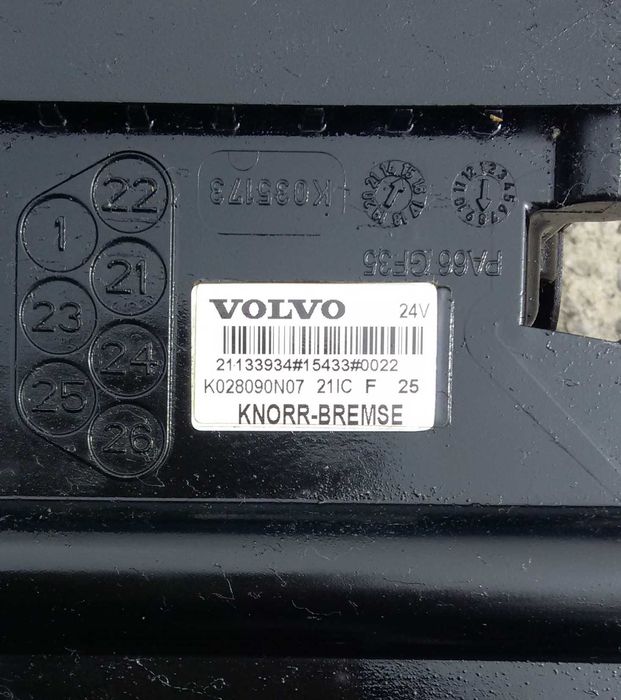 22
1
21
23
24
25
26
K035173
PA66 GF35
VOLVO 24V
21133934#15433#0022
K028090N07 21IC F 25
KNORR-BREMSE